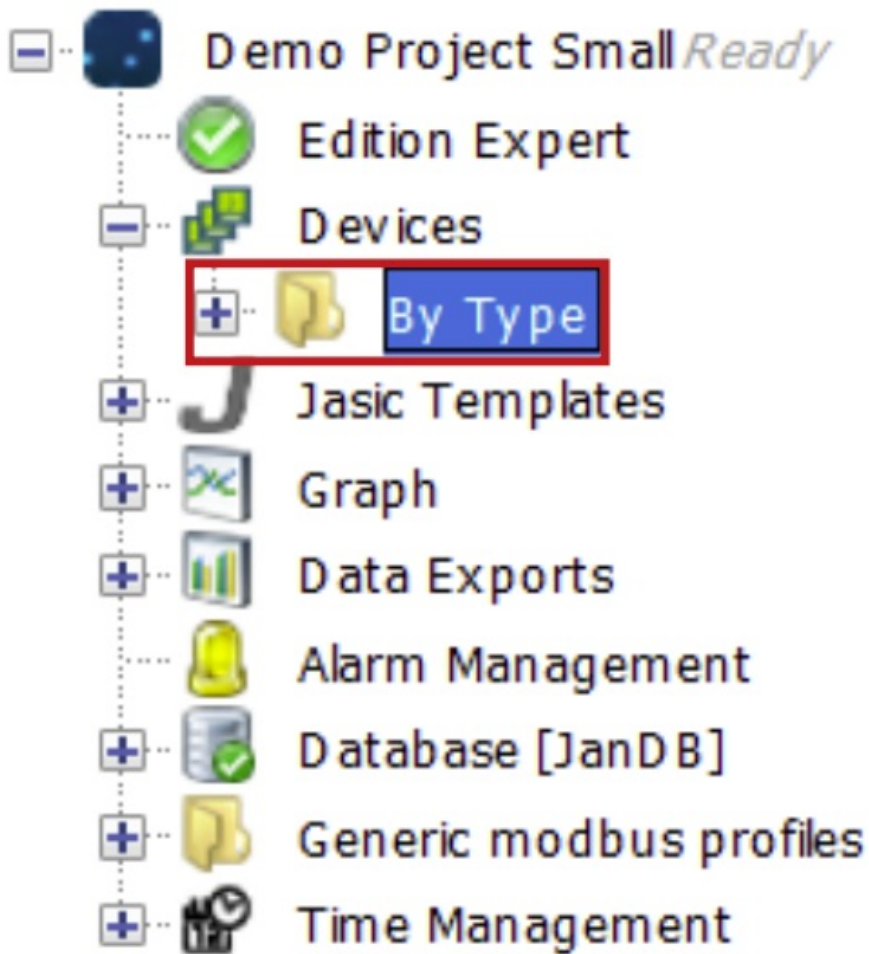 Demo Project Small Ready
Edition Expert
Devices
By Type
Jasic Templates
Graph
Data Exports
Alarm Management
Database [JanDB]
Generic modbus profiles
Time Management